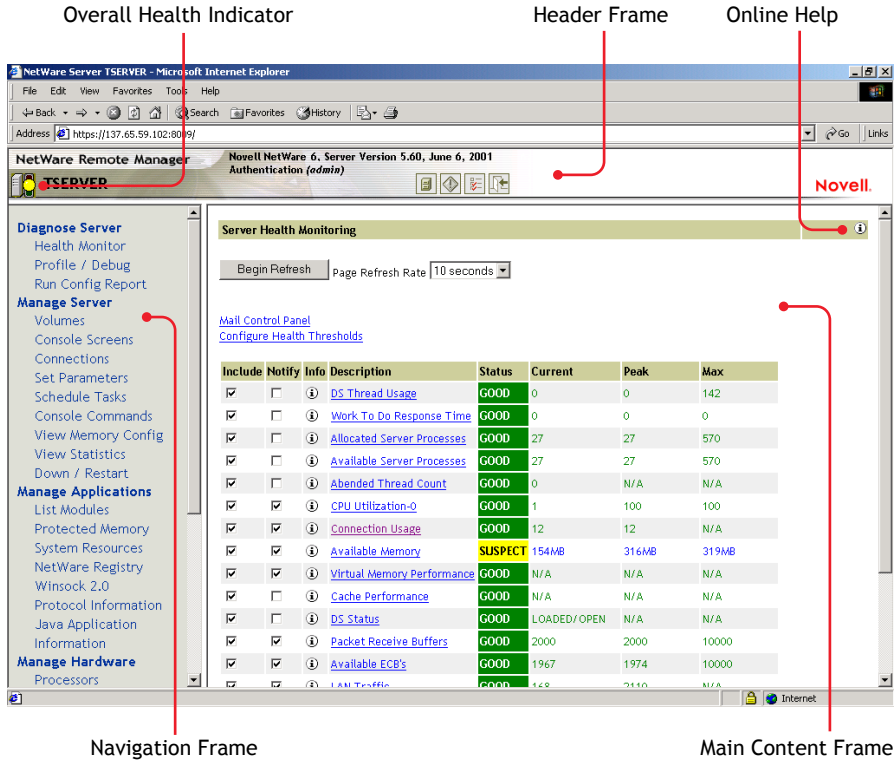 Overall Health Indicator
Header Frame
Online Help
NetWare Server TSERVER - Microsoft Internet Explorer
File Edit View Favorites Tools Help
Back Search Favorites History
Address https://137.65.59.102:8009/ Go Links
NetWare Remote Manager
TSERVER
Novell NetWare 6, Server Version 5.60, June 6, 2001
Authentication (admin)
Novell.
Diagnose Server
Health Monitor
Profile / Debug
Run Config Report
Manage Server
Volumes
Console Screens
Connections
Set Parameters
Schedule Tasks
Console Commands
View Memory Config
View Statistics
Down / Restart
Manage Applications
List Modules
Protected Memory
System Resources
NetWare Registry
Winsock 2.0
Protocol Information
Java Application
Information
Manage Hardware
Processors
Server Health Monitoring
Begin Refresh Page Refresh Rate 10 seconds
Mail Control Panel
Configure Health Thresholds
Include Notify Info Description Status Current Peak Max
DS Thread Usage GOOD 0 0 142
Work To Do Response Time GOOD 0 0 0
Allocated Server Processes GOOD 27 27 570
Available Server Processes GOOD 27 27 570
Abended Thread Count GOOD 0 N/A N/A
CPU Utilization-0 GOOD 1 100 100
Connection Usage GOOD 12 12 N/A
Available Memory SUSPECT 154MB 316MB 319MB
Virtual Memory Performance GOOD N/A N/A N/A
Cache Performance GOOD N/A N/A N/A
DS Status GOOD LOADED/OPEN N/A N/A
Packet Receive Buffers GOOD 2000 2000 10000
Available ECB's GOOD 1967 1974 10000
LAN Traffic GOOD 168 2110 N/A
Internet
Navigation Frame
Main Content Frame